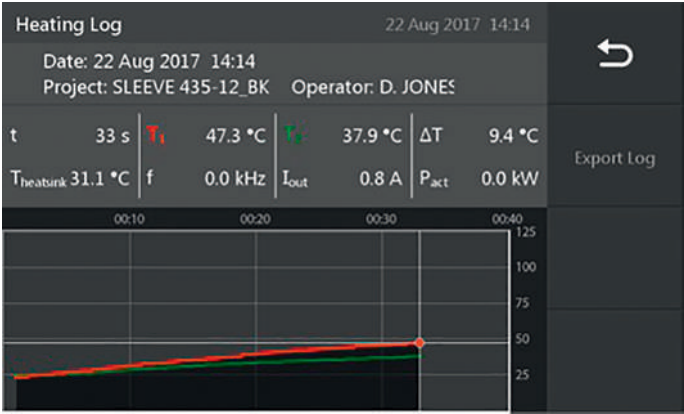 Heating Log 22 Aug 2017 14:14
Date: 22 Aug 2017 14:14
Project: SLEEVE 435-12_BK Operator: D. JONES
t 33 s T₁ 47.3 °C T₂ 37.9 °C ΔT 9.4 °C
Theatsink 31.1 °C f 0.0 kHz Iout 0.8 A Pact 0.0 kW
Export Log
00:10 00:20 00:30 00:40
125
100
75
50
25